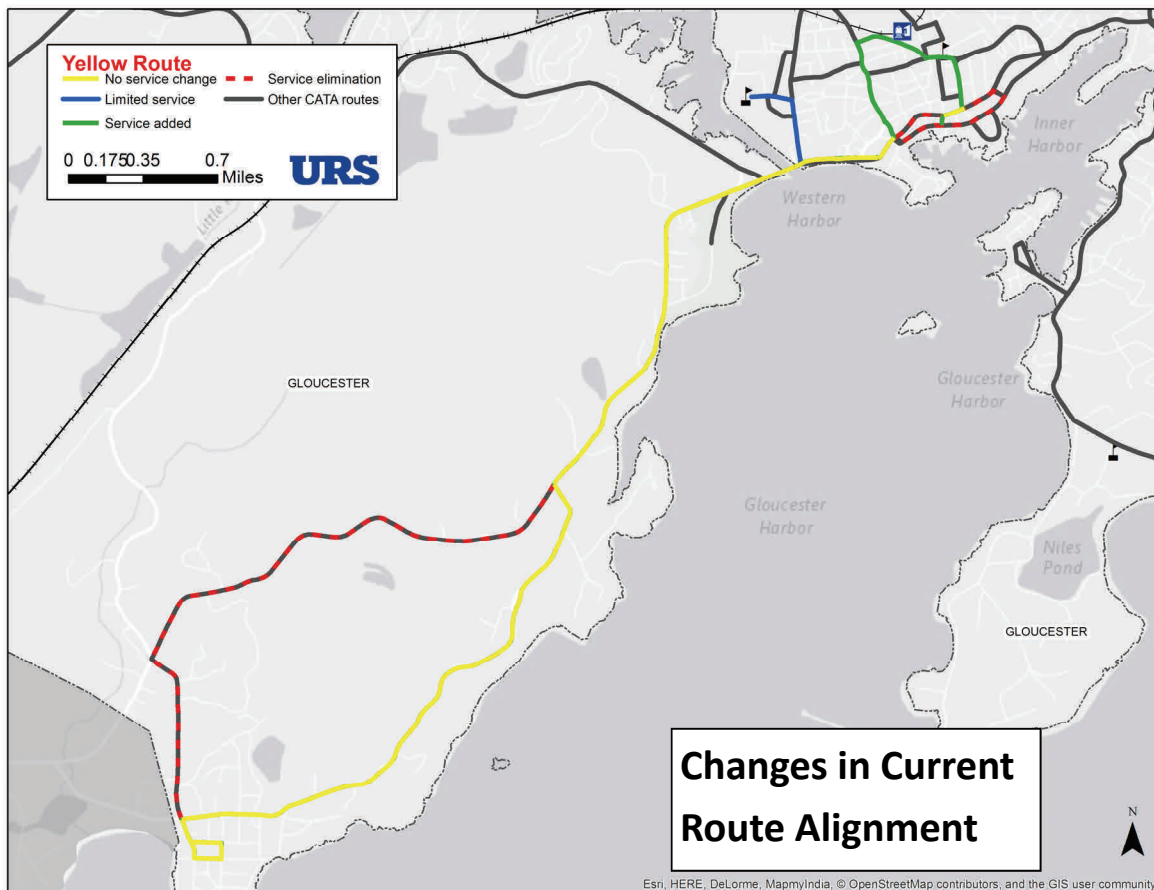 Yellow Route
No service change
Service elimination
Limited service
Other CATA routes
Service added
0 0.175 0.35 0.7
Miles
URS
Inner
Harbor
Western
Harbor
Little
GLOUCESTER
Gloucester
Harbor
Gloucester
Harbor
Niles
Pond
GLOUCESTER
Changes in Current
Route Alignment
N
Esri, HERE, DeLorme, MapmyIndia, © OpenStreetMap contributors, and the GIS user community